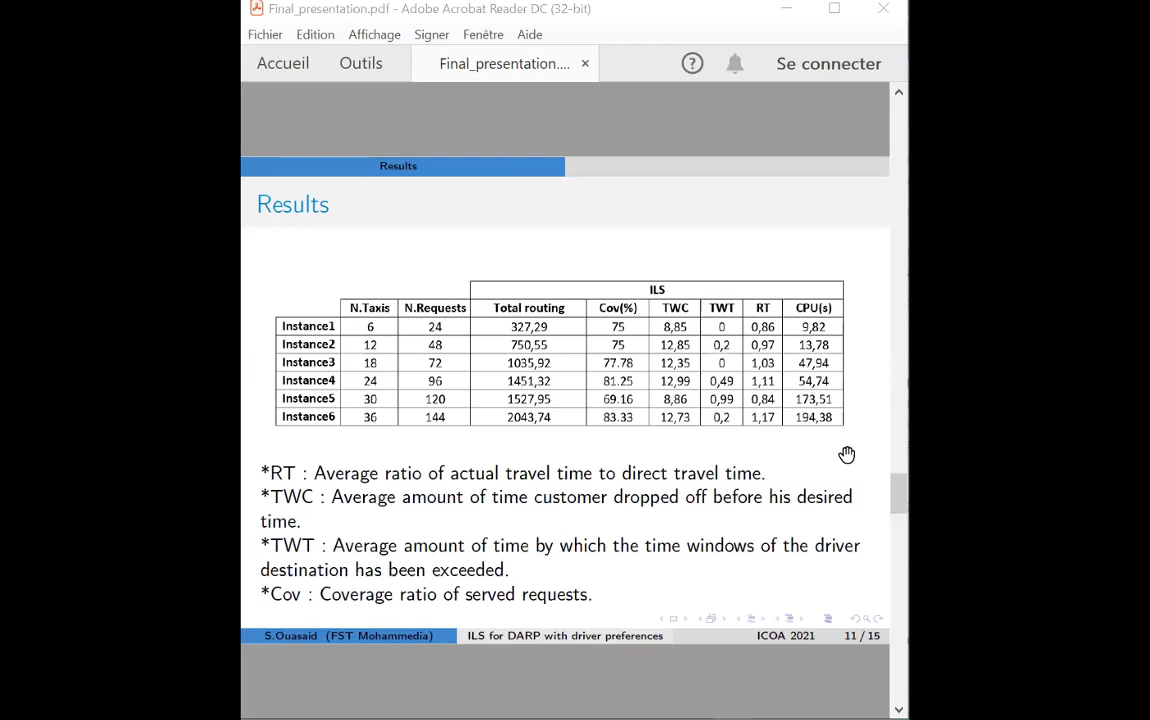 Final_presentation.pdf - Adobe Acrobat Reader DC (32-bit)
Fichier Edition Affichage Signer Fenêtre Aide
Accueil Outils Final_presentation.... × ? Se connecter
Results
Results
ILS
N.Taxis N.Requests Total routing Cov(%) TWC TWT RT CPU(s)
Instance1 6 24 327,29 75 8,85 0 0,86 9,82
Instance2 12 48 750,55 75 12,85 0,2 0,97 13,78
Instance3 18 72 1035,92 77.78 12,35 0 1,03 47,94
Instance4 24 96 1451,32 81.25 12,99 0,49 1,11 54,74
Instance5 30 120 1527,95 69.16 8,86 0,99 0,84 173,51
Instance6 36 144 2043,74 83.33 12,73 0,2 1,17 194,38
*RT : Average ratio of actual travel time to direct travel time.
*TWC : Average amount of time customer dropped off before his desired
time.
*TWT : Average amount of time by which the time windows of the driver
destination has been exceeded.
*Cov : Coverage ratio of served requests.
S.Ouasaid (FST Mohammedia) ILS for DARP with driver preferences ICOA 2021 11 / 15